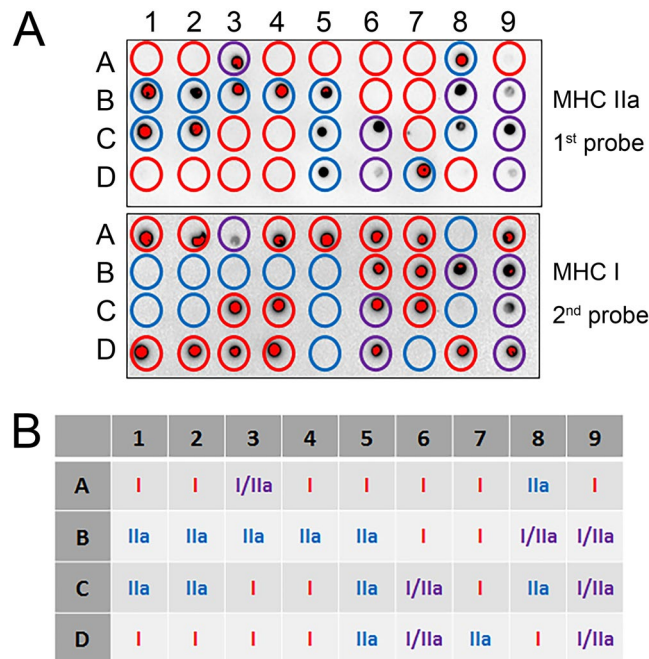 A
1 2 3 4 5 6 7 8 9
A
B
C
D
MHC IIa
1st probe
A
B
C
D
MHC I
2nd probe
B
1 2 3 4 5 6 7 8 9
A I I I/IIa I I I I IIa I
B IIa IIa IIa IIa IIa I I I/IIa I/IIa
C IIa IIa I I IIa I/IIa I IIa I/IIa
D I I I I IIa I/IIa IIa I I/IIa